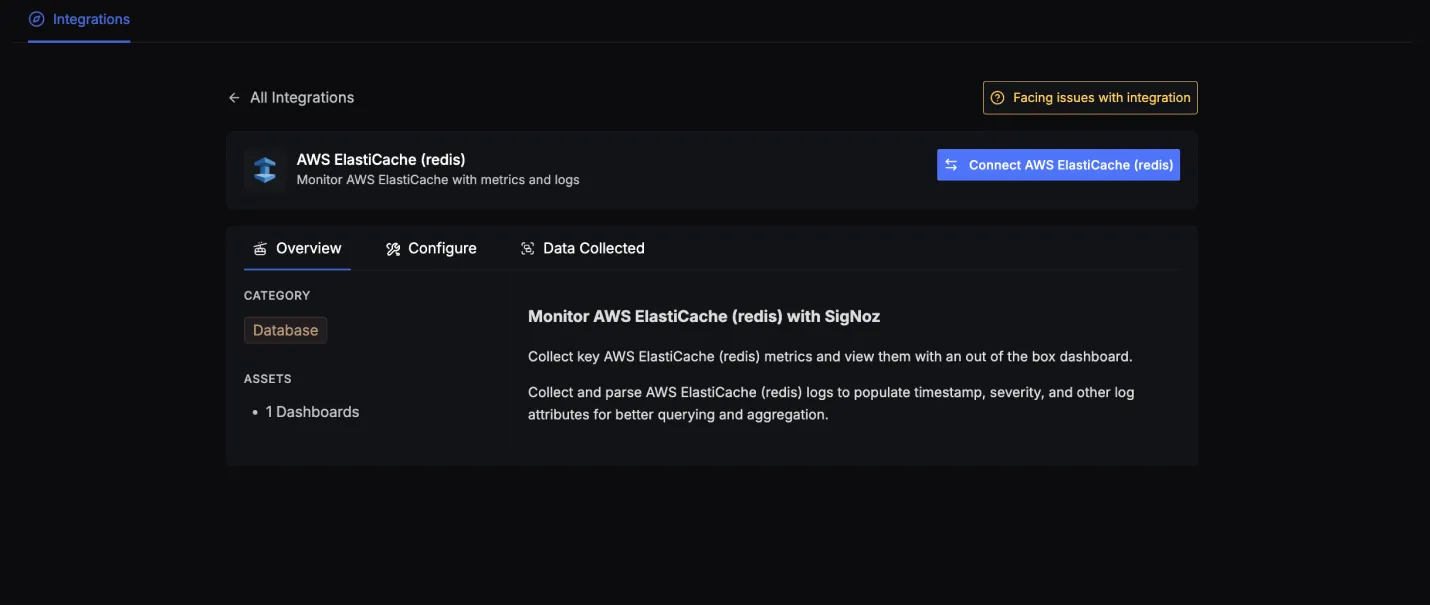 Integrations
All Integrations
Facing issues with integration
AWS ElastiCache (redis)
Monitor AWS ElastiCache with metrics and logs
Connect AWS ElastiCache (redis)
Overview
Configure
Data Collected
CATEGORY
Database
ASSETS
• 1 Dashboards
Monitor AWS ElastiCache (redis) with SigNoz
Collect key AWS ElastiCache (redis) metrics and view them with an out of the box dashboard.
Collect and parse AWS ElastiCache (redis) logs to populate timestamp, severity, and other log
attributes for better querying and aggregation.